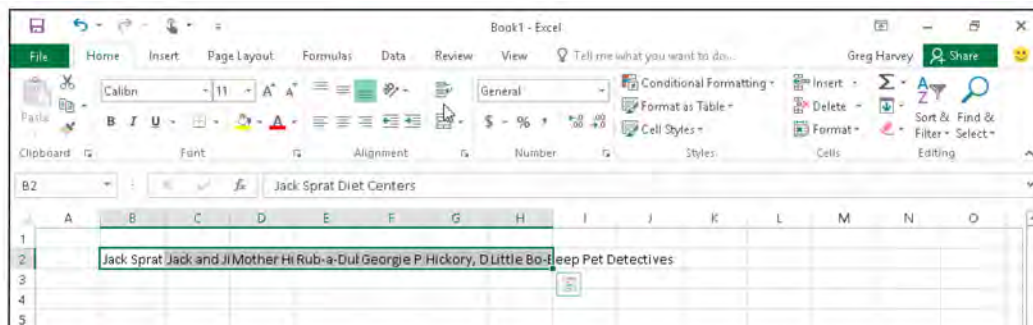 Book1 - Excel
File Home Insert Page Layout Formulas Data Review View Tell me what you want to do... Greg Harvey Share
Paste Calibri 11 A A General Conditional Formatting Insert Σ A Z
B I U A $ % , .0 .00 Format as Table Delete Sort & Find &
Cell Styles Format Filter Select
Clipboard Font Alignment Number Styles Cells Editing
B2 fx Jack Sprat Diet Centers
A B C D E F G H I J K L M N O
1
2 Jack Sprat Jack and Ji Mother Hi Rub-a-Dul Georgie P Hickory, D Little Bo-Beep Pet Detectives
3
4
5